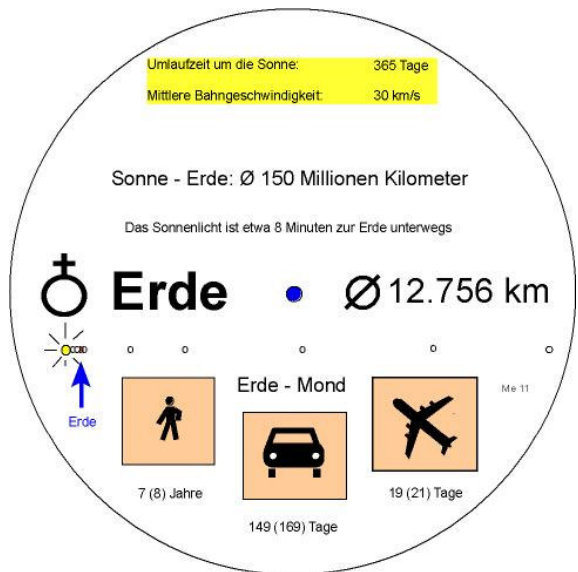 Umlaufzeit um die Sonne: 365 Tage
Mittlere Bahngeschwindigkeit: 30 km/s
Sonne - Erde: Ø 150 Millionen Kilometer
Das Sonnenlicht ist etwa 8 Minuten zur Erde unterwegs
Erde Ø 12.756 km
Erde - Mond
Me 11
Erde
7 (8) Jahre
149 (169) Tage
19 (21) Tage